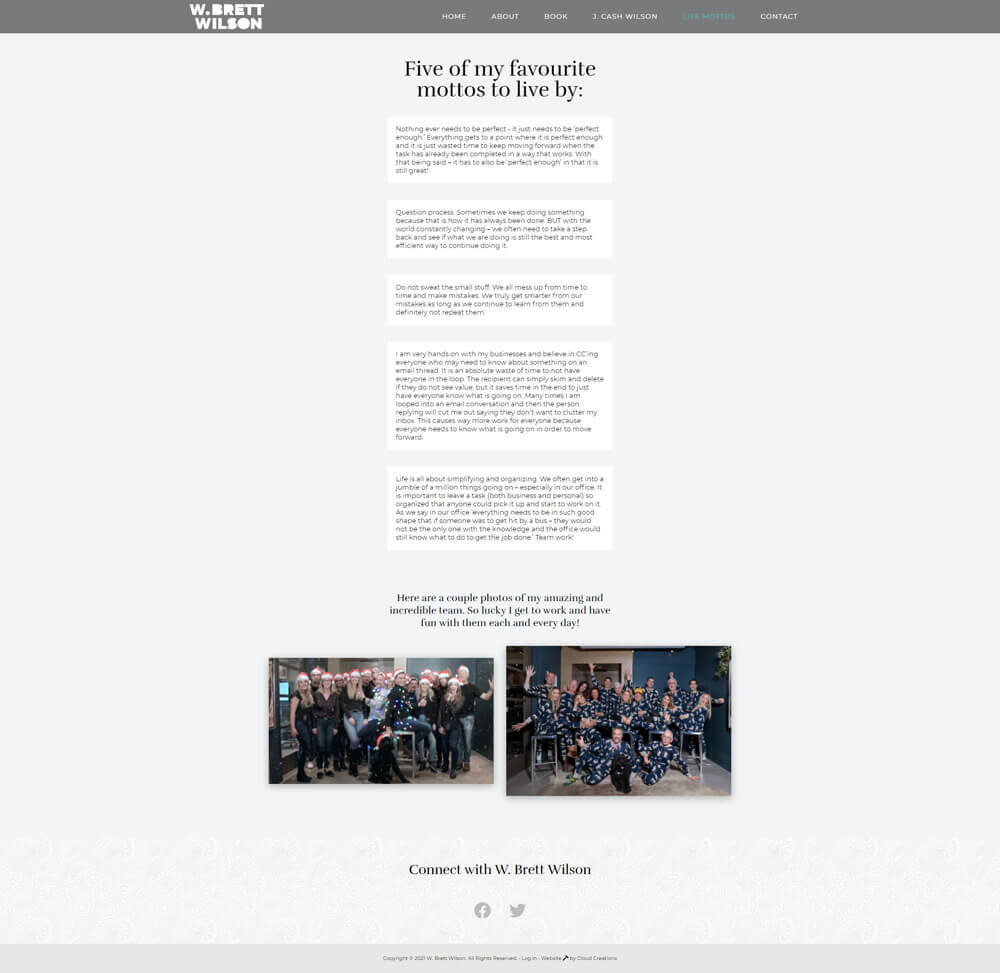 W. BRETT
WILSON
HOME ABOUT BOOK J. CASH WILSON LIFE MOTTOS CONTACT
Five of my favourite
mottos to live by:
Nothing ever needs to be perfect - it just needs to be 'perfect
enough.' Everything gets to a point where it is perfect enough
and it is just wasted time to keep moving forward when the
task has already been completed in a way that works. With
that being said – it has to also be 'perfect enough' in that it is
still great!
Question process. Sometimes we keep doing something
because that is how it has always been done. BUT with the
world constantly changing – we often need to take a step
back and see if what we are doing is still the best and most
efficient way to continue doing it.
Do not sweat the small stuff. We all mess up from time to
time and make mistakes. We truly get smarter from our
mistakes as long as we continue to learn from them and
definitely not repeat them.
I am very hands on with my businesses and believe in CC'ing
everyone who may need to know about something on an
email thread. It is an absolute waste of time to not have
everyone in the loop. The recipient can simply skim and delete
if they do not see value, but it saves time in the end to just
have everyone know what is going on. Many times I am
looped into an email conversation and then the person
replying will cut me out saying they don't want to clutter my
inbox. This causes way more work for everyone because
everyone needs to know what is going on in order to move
forward.
Life is all about simplifying and organizing. We often get into a
jumble of a million things going on – especially in our office. It
is important to leave a task (both business and personal) so
organized that anyone could pick it up and start to work on it.
As we say in our office 'everything needs to be in such good
shape that if someone was to get hit by a bus – they would
not be the only one with the knowledge and the office would
still know what to do to get the job done.' Team work!
Here are a couple photos of my amazing and
incredible team. So lucky I get to work and have
fun with them each and every day!
Connect with W. Brett Wilson
Copyright © 2021 W. Brett Wilson. All Rights Reserved. - Log in - Website by Cloud Creations